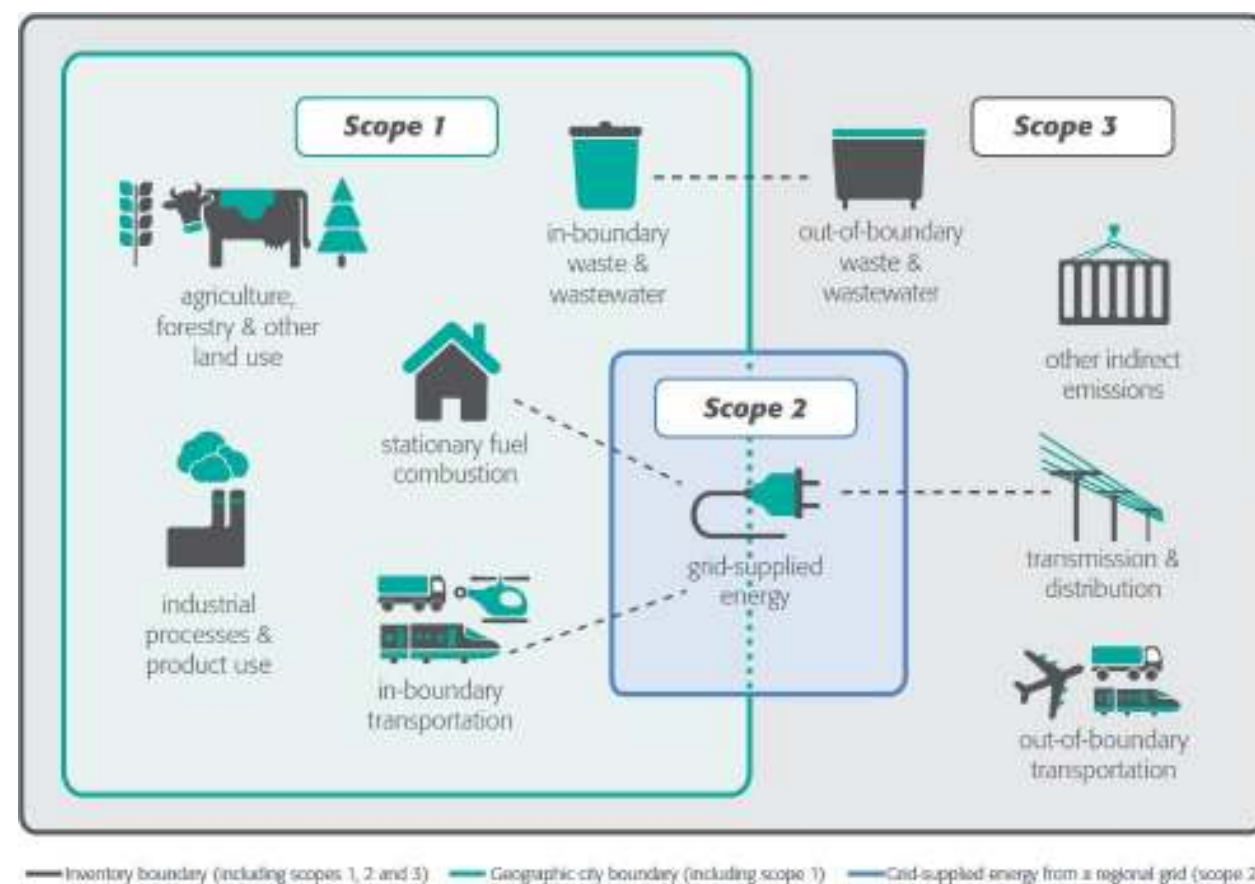 Scope 1
Scope 3
in-boundary
waste &
wastewater
out-of-boundary
waste &
wastewater
agriculture,
forestry & other
land use
other indirect
emissions
Scope 2
stationary fuel
combustion
grid-supplied
energy
transmission &
distribution
industrial
processes &
product use
in-boundary
transportation
out-of-boundary
transportation
Inventory boundary (including scopes 1, 2 and 3) Geographic city boundary (including scope 1) Grid-supplied energy from a regional grid (scope 2